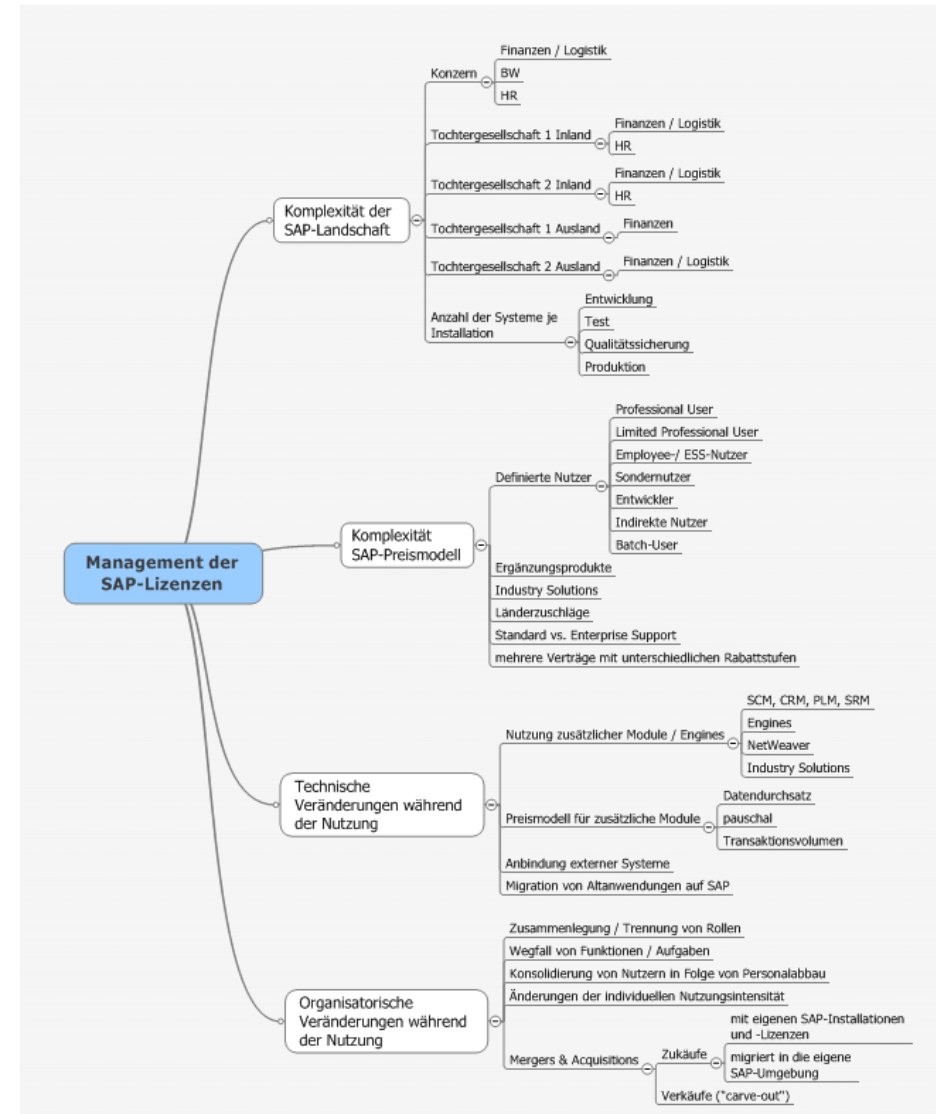 Management der
SAP-Lizenzen
Komplexität der
SAP-Landschaft
Konzern
Finanzen / Logistik
BW
HR
Tochtergesellschaft 1 Inland
Finanzen / Logistik
HR
Tochtergesellschaft 2 Inland
Finanzen / Logistik
HR
Tochtergesellschaft 1 Ausland
Finanzen
Tochtergesellschaft 2 Ausland
Finanzen / Logistik
Anzahl der Systeme je
Installation
Entwicklung
Test
Qualitätssicherung
Produktion
Komplexität
SAP-Preismodell
Definierte Nutzer
Professional User
Limited Professional User
Employee-/ ESS-Nutzer
Sondernutzer
Entwickler
Indirekte Nutzer
Batch-User
Ergänzungsprodukte
Industry Solutions
Länderzuschläge
Standard vs. Enterprise Support
mehrere Verträge mit unterschiedlichen Rabattstufen
Technische
Veränderungen während
der Nutzung
Nutzung zusätzlicher Module / Engines
SCM, CRM, PLM, SRM
Engines
NetWeaver
Industry Solutions
Preismodell für zusätzliche Module
Datendurchsatz
pauschal
Transaktionsvolumen
Anbindung externer Systeme
Migration von Altanwendungen auf SAP
Organisatorische
Veränderungen während
der Nutzung
Zusammenlegung / Trennung von Rollen
Wegfall von Funktionen / Aufgaben
Konsolidierung von Nutzern in Folge von Personalabbau
Änderungen der individuellen Nutzungsintensität
Mergers & Acquisitions
Zukäufe
mit eigenen SAP-Installationen
und -Lizenzen
migriert in die eigene
SAP-Umgebung
Verkäufe ("carve-out")